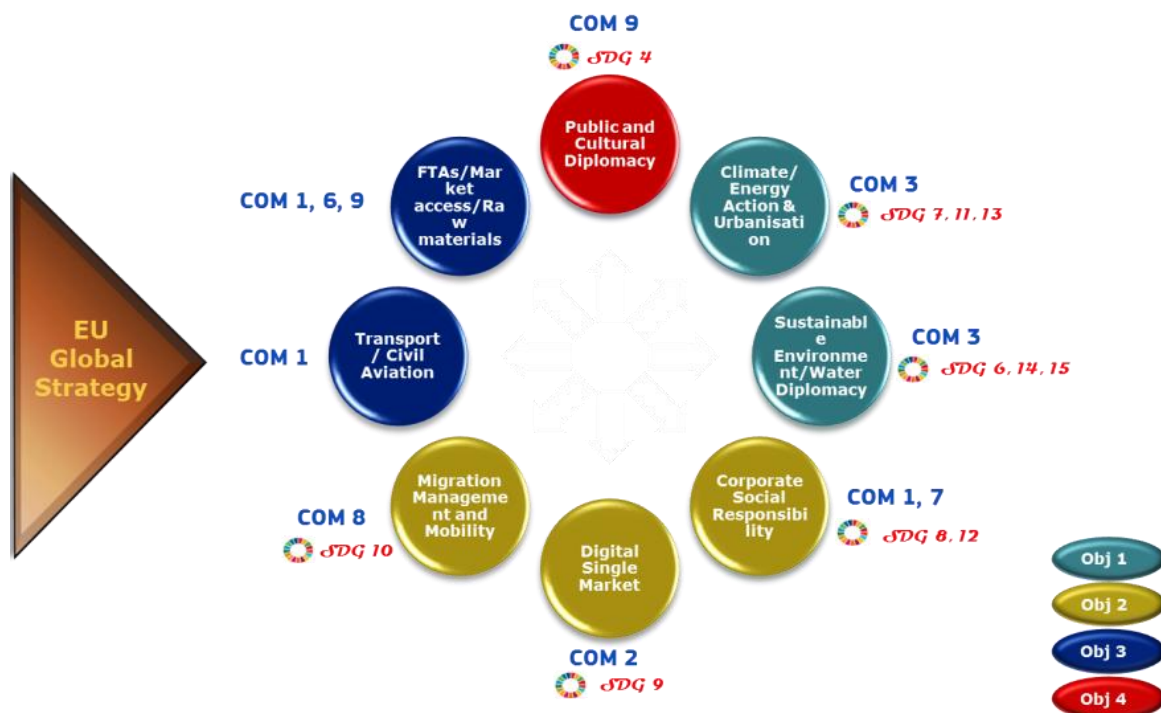 COM 9
SDG 4
Public and
Cultural
Diplomacy
FTAs/Mar
ket
access/Ra
w
materials
COM 1, 6, 9
Climate/
Energy
Action &
Urbanisati
on
COM 3
SDG 7, 11, 13
EU
Global
Strategy
COM 1
Transport
/ Civil
Aviation
Sustainabl
e
Environme
nt/Water
Diplomacy
COM 3
SDG 6, 14, 15
Migration
Manageme
nt and
Mobility
COM 8
SDG 10
Corporate
Social
Responsibi
lity
COM 1, 7
SDG 8, 12
Digital
Single
Market
COM 2
SDG 9
Obj 1
Obj 2
Obj 3
Obj 4